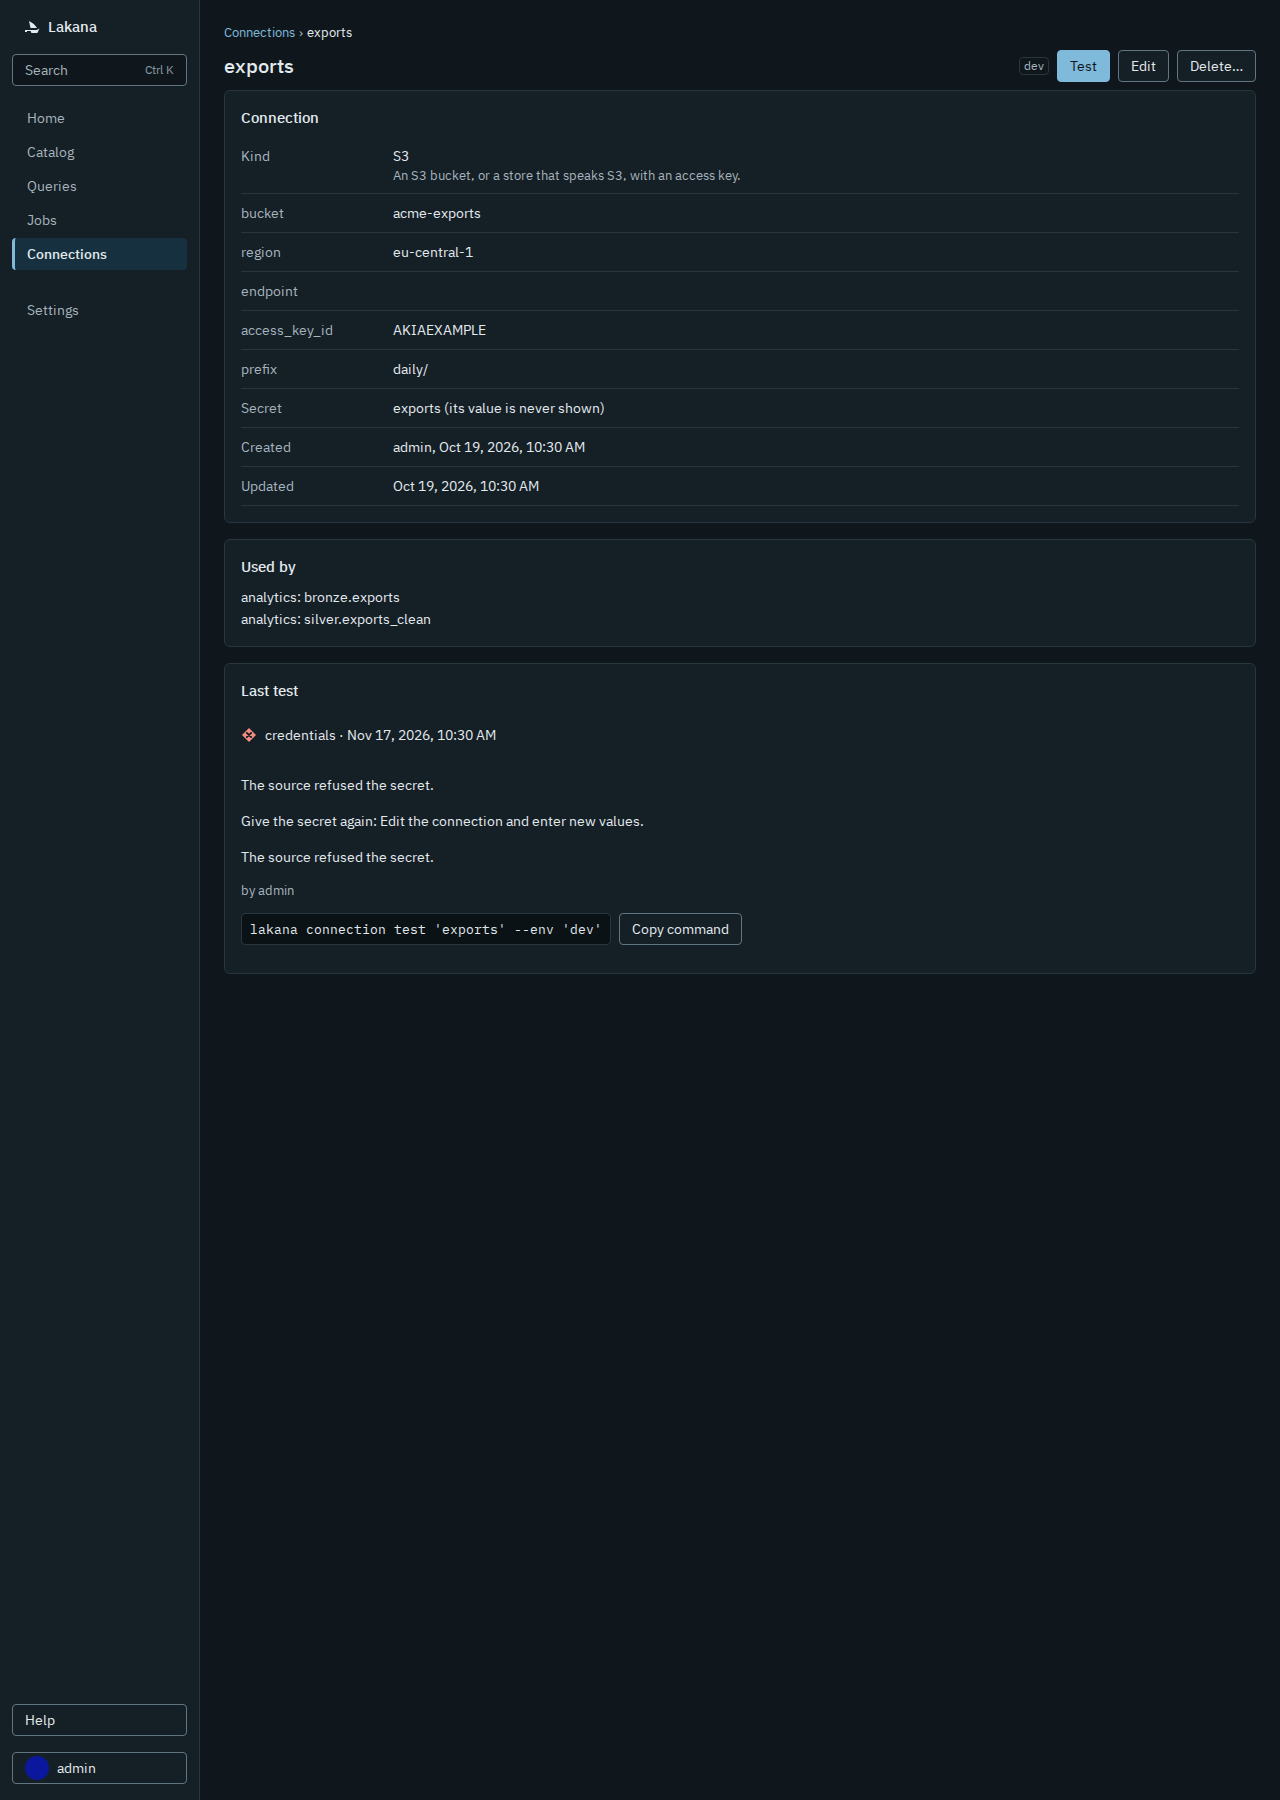 Lakana
Search Ctrl K
Home
Catalog
Queries
Jobs
Connections
Settings
Help
admin
Connections › exports
exports
dev Test Edit Delete...
Connection
Kind S3
An S3 bucket, or a store that speaks S3, with an access key.
bucket acme-exports
region eu-central-1
endpoint
access_key_id AKIAEXAMPLE
prefix daily/
Secret exports (its value is never shown)
Created admin, Oct 19, 2026, 10:30 AM
Updated Oct 19, 2026, 10:30 AM
Used by
analytics: bronze.exports
analytics: silver.exports_clean
Last test
credentials · Nov 17, 2026, 10:30 AM
The source refused the secret.
Give the secret again: Edit the connection and enter new values.
The source refused the secret.
by admin
lakana connection test 'exports' --env 'dev' Copy command